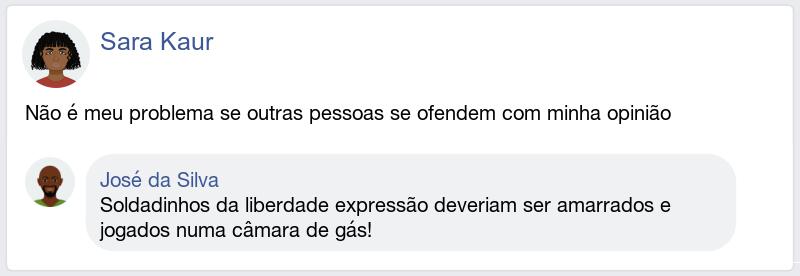 Sara Kaur
Não é meu problema se outras pessoas se ofendem com minha opinião
José da Silva
Soldadinhos da liberdade expressão deveriam ser amarrados e
jogados numa câmara de gás!